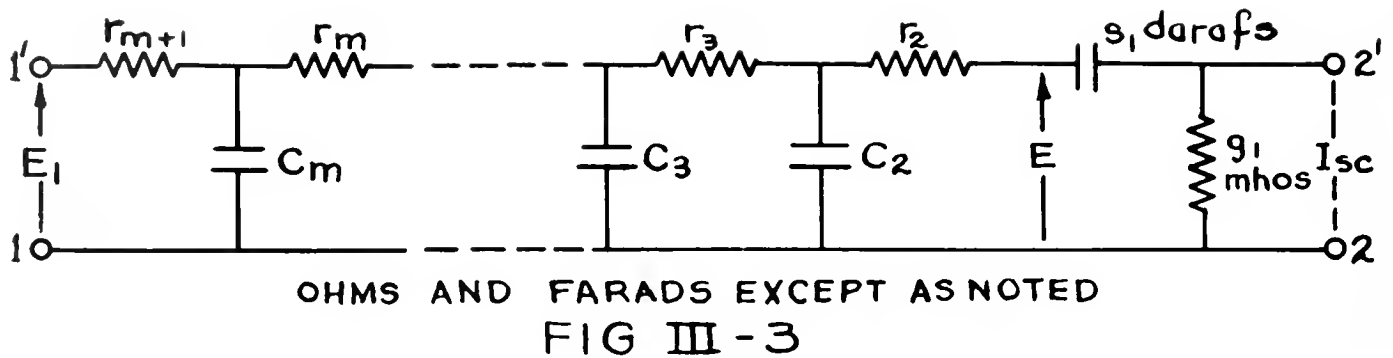 r_{m+1} r_m r_3 r_2 s_1 darafs
1' 2'
E_1 C_m C_3 C_2 E g_1 mhos I_{sc}
1 2
OHMS AND FARADS EXCEPT AS NOTED
FIG III-3